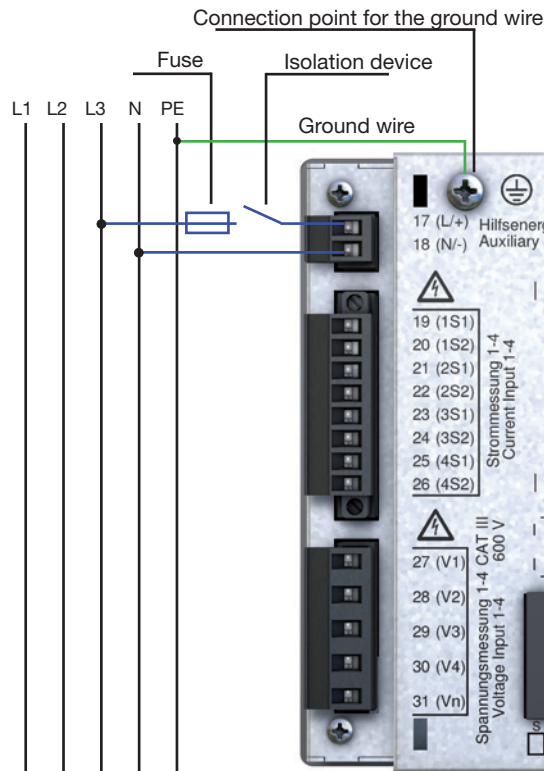 Connection point for the ground wire
Fuse
Isolation device
L1 L2 L3 N PE
Ground wire
17 (L/+)
18 (N/-)
Auxiliary
19 (1S1)
20 (1S2)
21 (2S1)
22 (2S2)
23 (3S1)
24 (3S2)
25 (4S1)
26 (4S2)
Strommessung 1-4
Current Input 1-4
27 (V1)
28 (V2)
29 (V3)
30 (V4)
31 (Vn)
Spannungsmessung 1-4 CAT III
Voltage Input 1-4
600 V